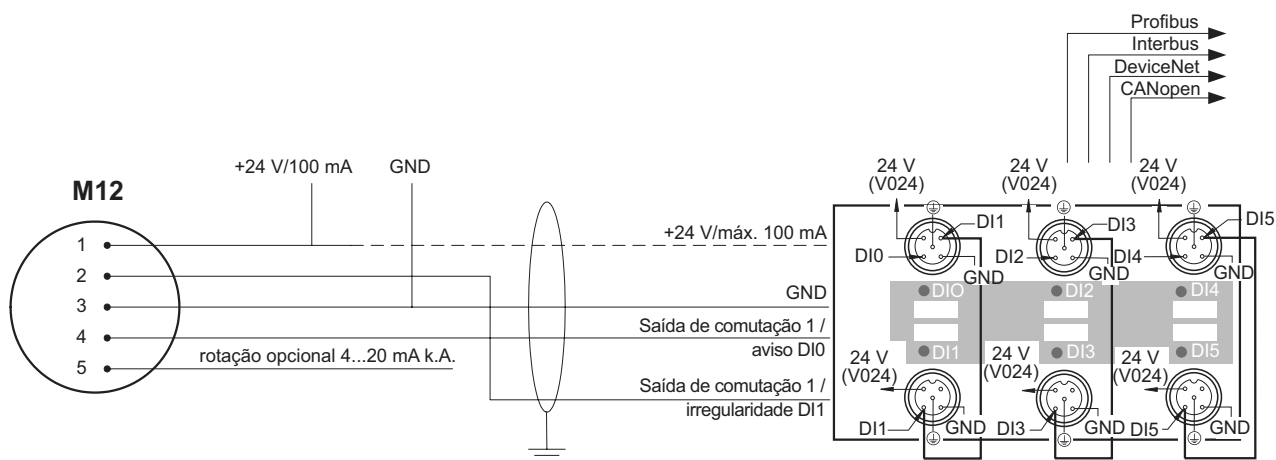 Profibus
Interbus
DeviceNet
CANopen
+24 V/100 mA
GND
M12
1
2
3
4
5
rotação opcional 4...20 mA k.A.
+24 V/máx. 100 mA
GND
Saída de comutação 1 /
aviso DI0
Saída de comutação 1 /
irregularidade DI1
24 V
(V024)
24 V
(V024)
24 V
(V024)
DI1
DI3
DI5
DI0
DI2
DI4
GND
GND
GND
DIO
DI2
DI4
DI1
DI3
DI5
24 V
(V024)
24 V
(V024)
24 V
(V024)
DI1
GND
DI3
GND
DI5
GND